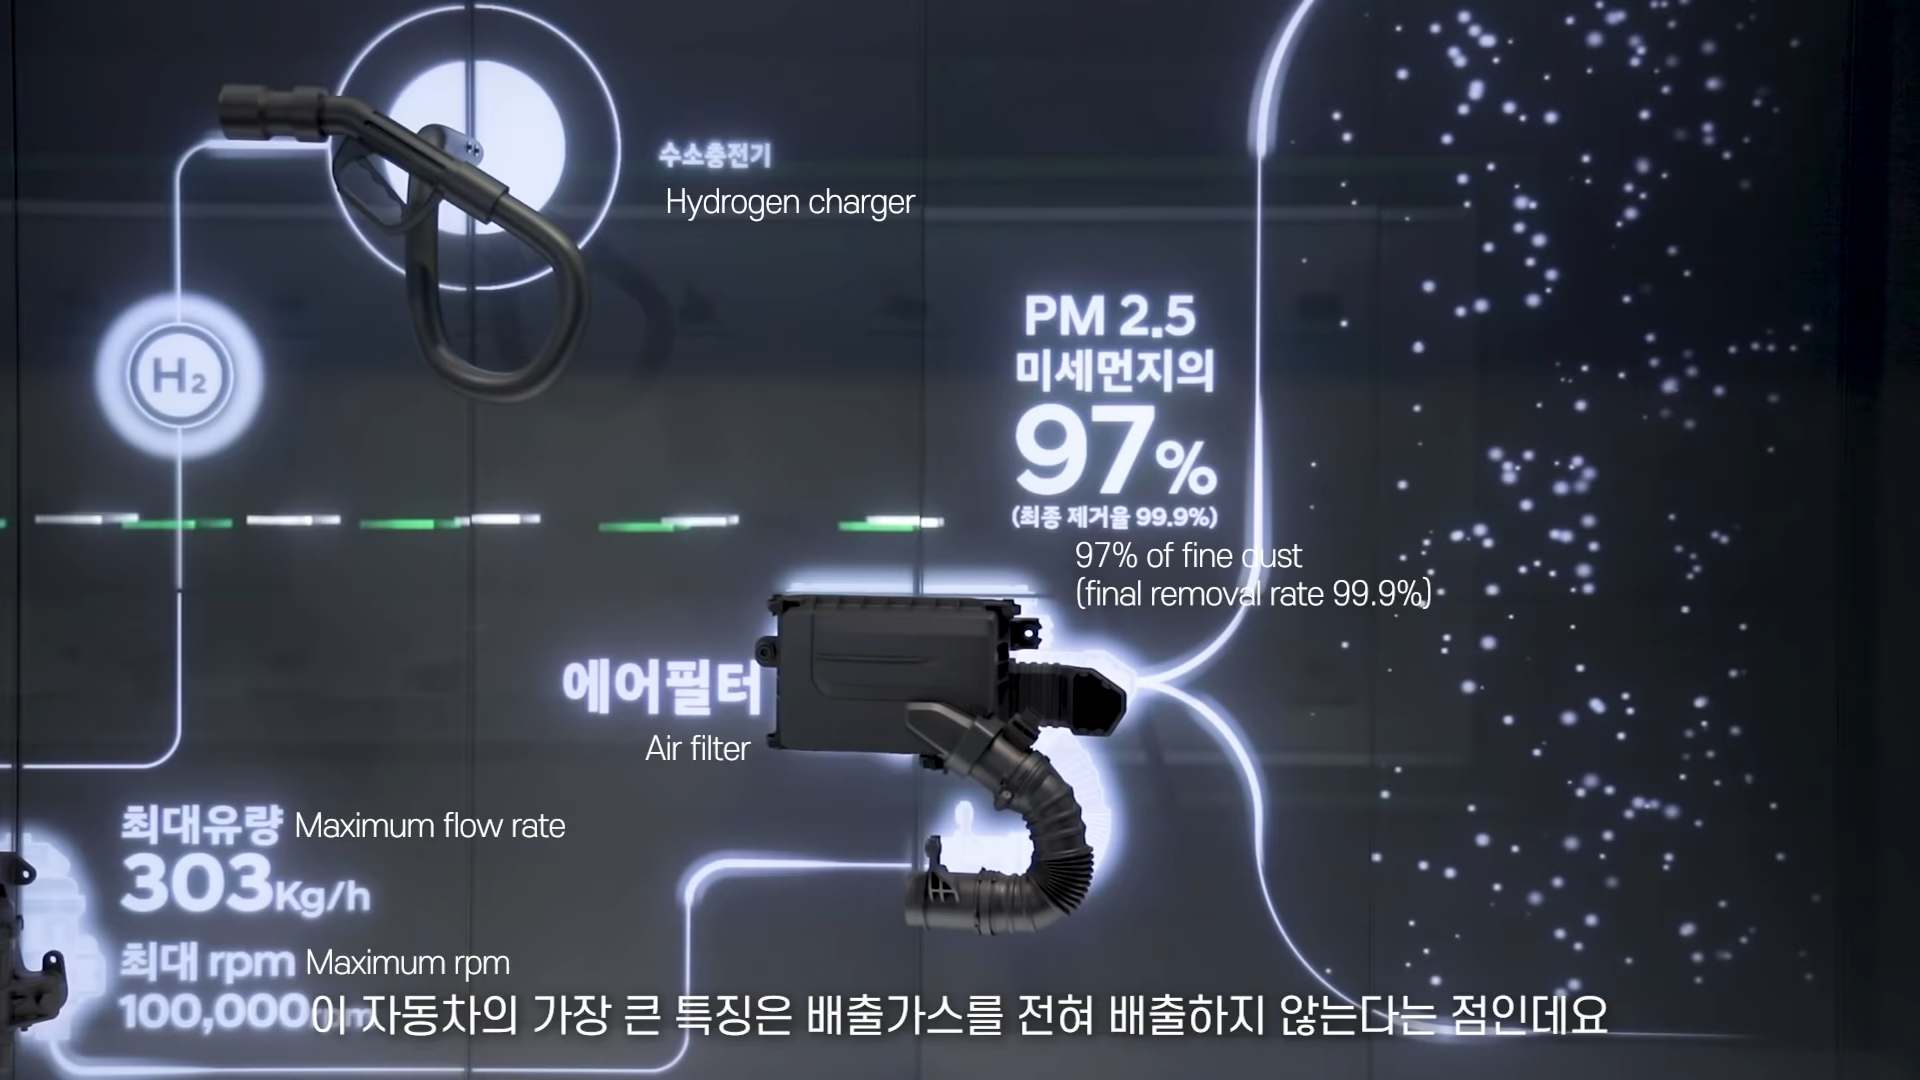 수소충전기
Hydrogen charger
H₂
PM 2.5
미세먼지의
97%
(최종 제거율 99.9%)
97% of fine dust
(final removal rate 99.9%)
에어필터
Air filter
최대유량 Maximum flow rate
303Kg/h
최대 rpm Maximum rpm
100,000rpm
이 자동차의 가장 큰 특징은 배출가스를 전혀 배출하지 않는다는 점인데요